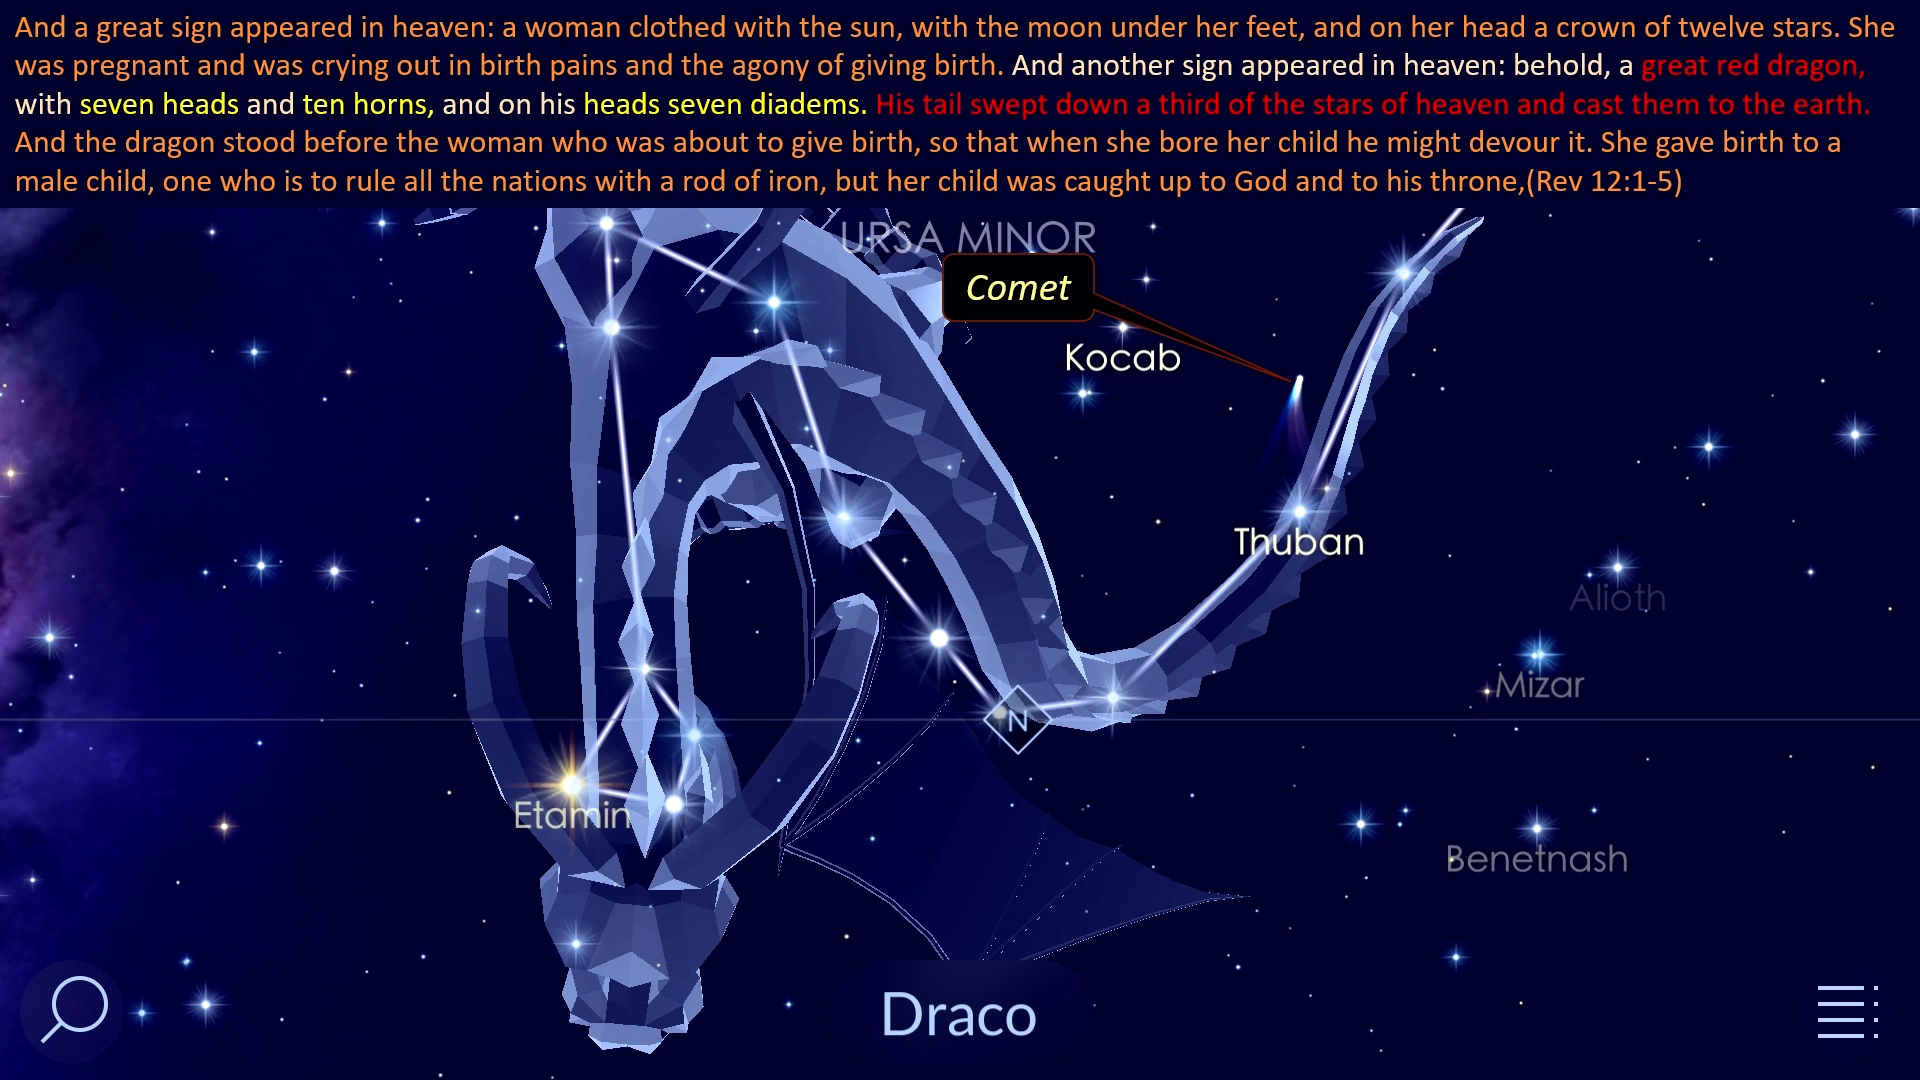 And a great sign appeared in heaven: a woman clothed with the sun, with the moon under her feet, and on her head a crown of twelve stars. She
was pregnant and was crying out in birth pains and the agony of giving birth. And another sign appeared in heaven: behold, a great red dragon,
with seven heads and ten horns, and on his heads seven diadems. His tail swept down a third of the stars of heaven and cast them to the earth.
And the dragon stood before the woman who was about to give birth, so that when she bore her child he might devour it. She gave birth to a
male child, one who is to rule all the nations with a rod of iron, but her child was caught up to God and to his throne,(Rev 12:1-5)
URSA MINOR
Comet
Kocab
Thuban
Alioth
Mizar
N
Etamin
Benetnash
Draco